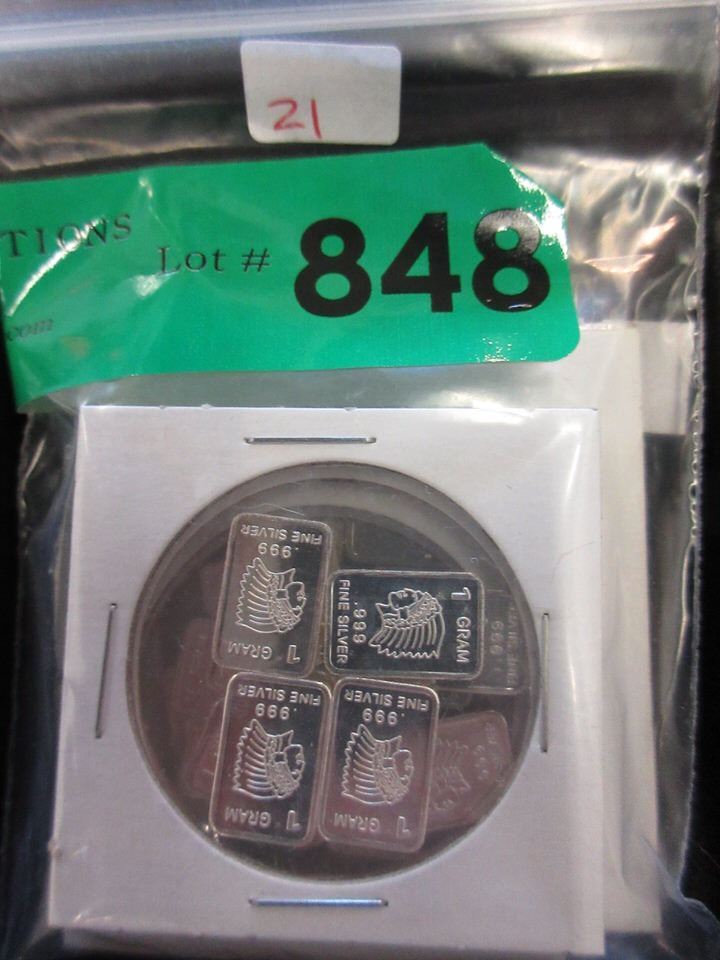 21
TIONS
Lot # 848
.com
FINE SILVER
.999
1 GRAM
1 GRAM
.999
FINE SILVER
FINE SILVER
.999
1 GRAM
FINE SILVER
.999
1 GRAM